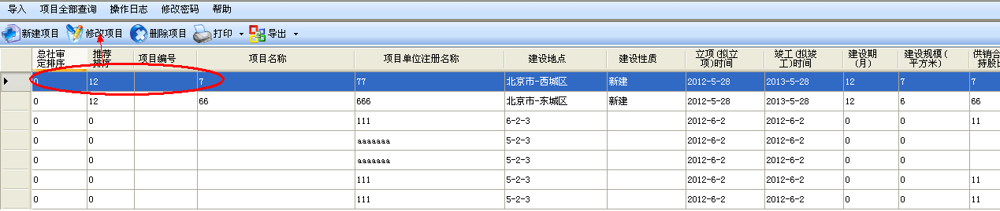 导入 项目全部查询 操作日志 修改密码 帮助
新建项目 修改项目 删除项目 打印 导出
总社审定排序 推荐排序 项目编号 项目名称 项目单位注册名称 建设地点 建设性质 立项(拟立项)时间 竣工(拟竣工)时间 建设期(月) 建设规模(平方米) 供销合 持股比
0 12 7 77 北京市-西城区 新建 2012-5-28 2013-5-28 12 7 7
0 12 66 666 北京市-东城区 新建 2012-5-28 2013-5-28 12 6 66
0 0 111 6-2-3 2012-6-2 2012-6-2 0 0 11
0 0 aaaaaaa 5-2-3 2012-6-2 2012-6-2 0 0
0 0 aaaaaaa 5-2-3 2012-6-2 2012-6-2 0 0
0 0 111 5-2-3 2012-6-2 2012-6-2 0 0 11
0 0 111 5-2-3 2012-6-2 2012-6-2 0 0 11